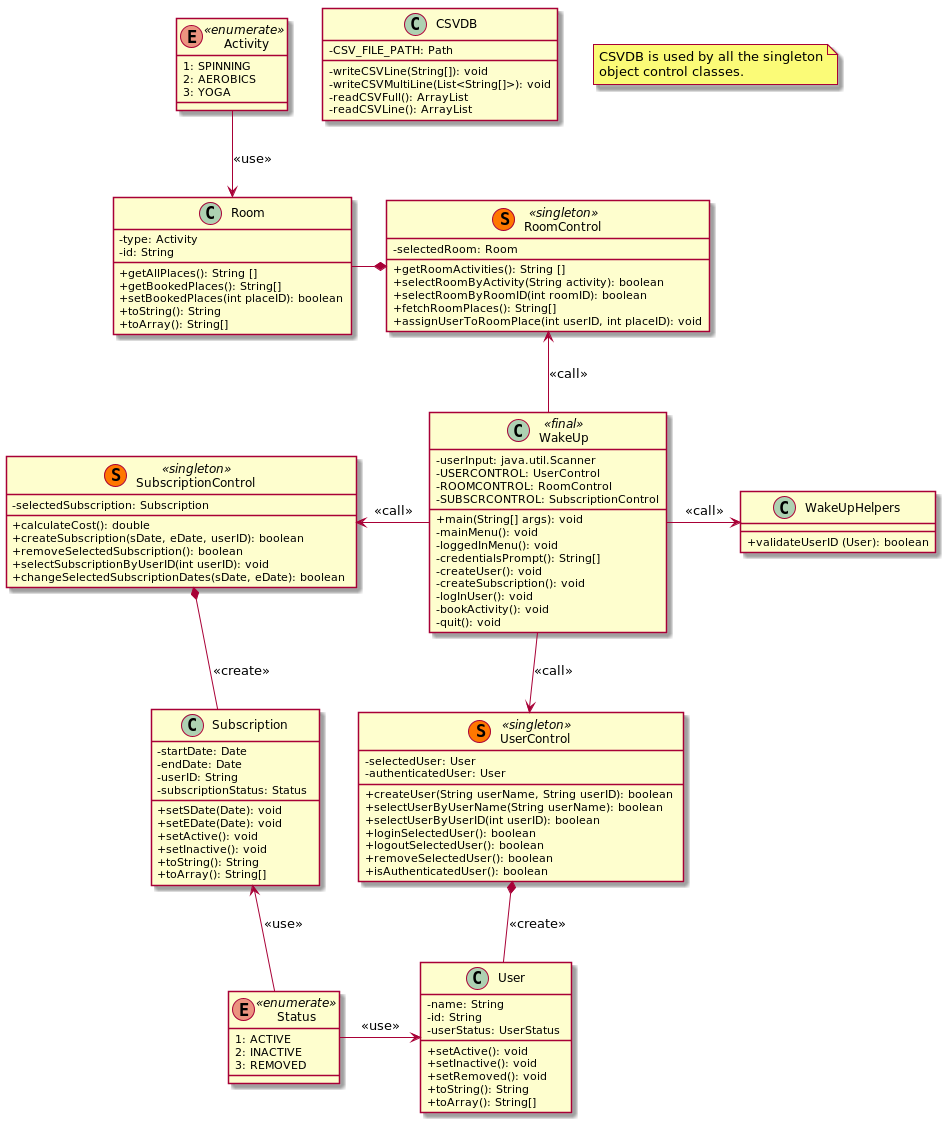 E
«enumerate»
Activity
1: SPINNING
2: AEROBICS
3: YOGA
C
CSVDB
-CSV_FILE_PATH: Path
-writeCSVLine(String[]): void
-writeCSVMultiLine(List<String[]>): void
-readCSVFull(): ArrayList
-readCSVLine(): ArrayList
CSVDB is used by all the singleton
object control classes.
«use»
C
Room
-type: Activity
-id: String
+getAllPlaces(): String []
+getBookedPlaces(): String[]
+setBookedPlaces(int placeID): boolean
+toString(): String
+toArray(): String[]
S
«singleton»
RoomControl
-selectedRoom: Room
+getRoomActivities(): String []
+selectRoomByActivity(String activity): boolean
+selectRoomByRoomID(int roomID): boolean
+fetchRoomPlaces(): String[]
+assignUserToRoomPlace(int userID, int placeID): void
«call»
S
«singleton»
SubscriptionControl
-selectedSubscription: Subscription
+calculateCost(): double
+createSubscription(sDate, eDate, userID): boolean
+removeSelectedSubscription(): boolean
+selectSubscriptionByUserID(int userID): void
+changeSelectedSubscriptionDates(sDate, eDate): boolean
«call»
C
«final»
WakeUp
-userInput: java.util.Scanner
-USERCONTROL: UserControl
-ROOMCONTROL: RoomControl
-SUBSCRCONTROL: SubscriptionControl
+main(String[] args): void
-mainMenu(): void
-loggedInMenu(): void
-credentialsPrompt(): String[]
-createUser(): void
-createSubscription(): void
-logInUser(): void
-bookActivity(): void
-quit(): void
«call»
C
WakeUpHelpers
+validateUserID (User): boolean
«create»
«call»
C
Subscription
-startDate: Date
-endDate: Date
-userID: String
-subscriptionStatus: Status
+setSDate(Date): void
+setEDate(Date): void
+setActive(): void
+setInactive(): void
+toString(): String
+toArray(): String[]
S
«singleton»
UserControl
-selectedUser: User
-authenticatedUser: User
+createUser(String userName, String userID): boolean
+selectUserByUserName(String userName): boolean
+selectUserByUserID(int userID): boolean
+loginSelectedUser(): boolean
+logoutSelectedUser(): boolean
+removeSelectedUser(): boolean
+isAuthenticatedUser(): boolean
«use»
«create»
E
«enumerate»
Status
1: ACTIVE
2: INACTIVE
3: REMOVED
«use»
C
User
-name: String
-id: String
-userStatus: UserStatus
+setActive(): void
+setInactive(): void
+setRemoved(): void
+toString(): String
+toArray(): String[]